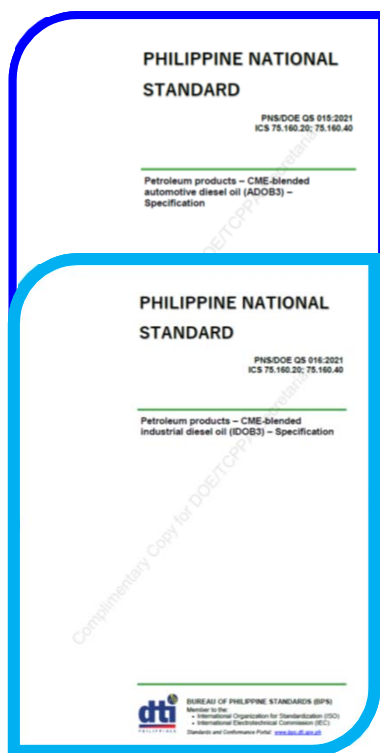 PHILIPPINE NATIONAL
STANDARD
PNS/DOE QS 015:2021
ICS 75.160.20; 75.160.40
Petroleum products – CME-blended
automotive diesel oil (ADOB3) –
Specification
PHILIPPINE NATIONAL
STANDARD
PNS/DOE QS 016:2021
ICS 75.160.20; 75.160.40
Petroleum products – CME-blended
industrial diesel oil (IDOB3) – Specification
Complimentary Copy for DOE/TCPPA
dti
PHILIPPINES
BUREAU OF PHILIPPINE STANDARDS (BPS)
Member to the:
• International Organization for Standardization (ISO)
• International Electrotechnical Commission (IEC)
Standards and Conformance Portal: www.bps.dti.gov.ph